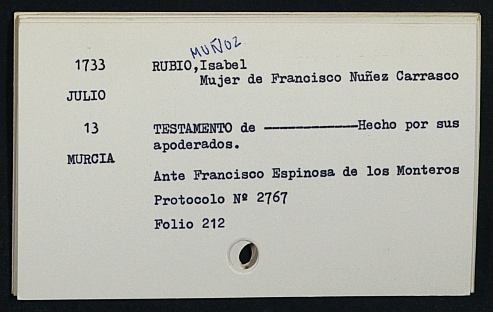 MUÑOZ
1733 RUBIO,Isabel
Mujer de Francisco Nuñez Carrasco
JULIO
13 TESTAMENTO de ------------Hecho por sus
apoderados.
MURCIA
Ante Francisco Espinosa de los Monteros
Protocolo Nº 2767
Folio 212